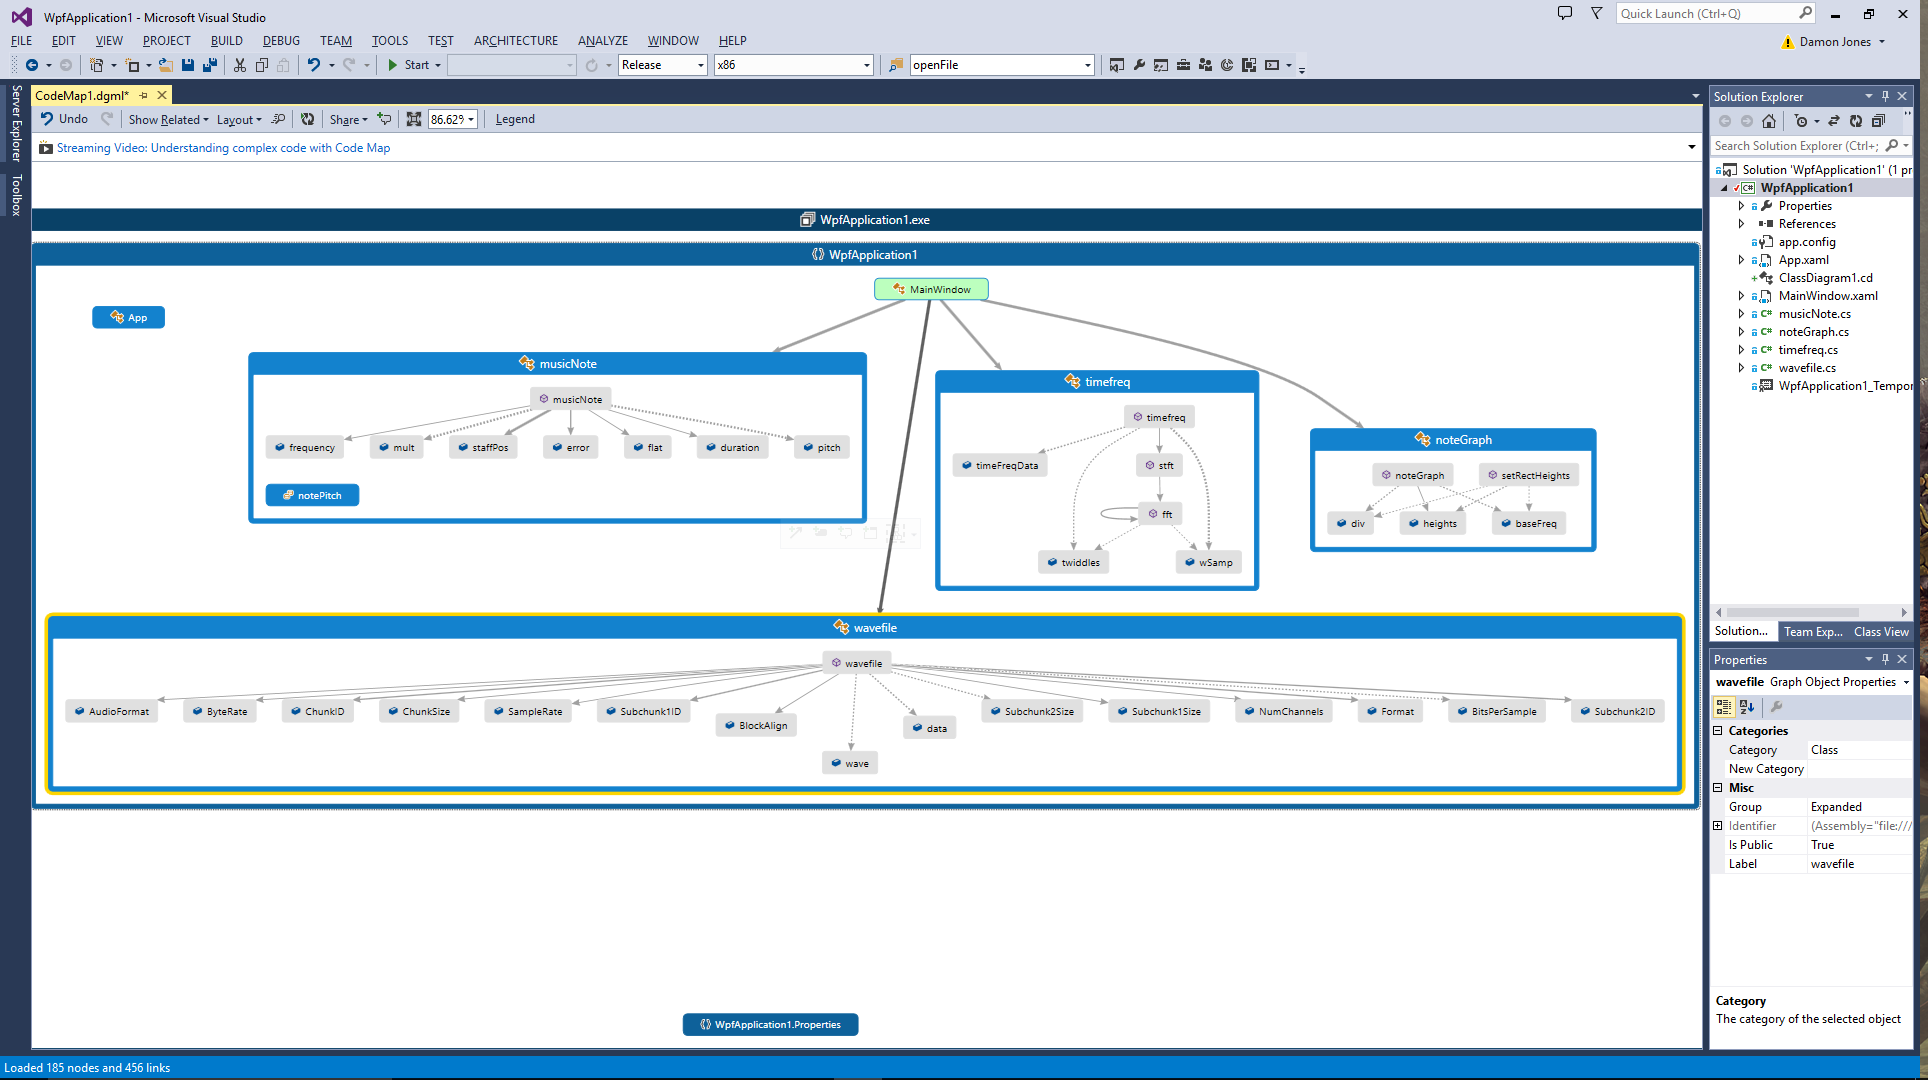 WpfApplication1 - Microsoft Visual Studio
Quick Launch (Ctrl+Q)
FILE EDIT VIEW PROJECT BUILD DEBUG TEAM TOOLS TEST ARCHITECTURE ANALYZE WINDOW HELP
Damon Jones
Start Release x86 openFile
Server Explorer
Toolbox
CodeMap1.dgml*
Undo Show Related Layout Share 86.62% Legend
Streaming Video: Understanding complex code with Code Map
WpfApplication1.exe
WpfApplication1
MainWindow
App
musicNote
musicNote
frequency mult staffPos error flat duration pitch
notePitch
timefreq
timefreq
timeFreqData stft
fft
twiddles wSamp
noteGraph
noteGraph setRectHeights
div heights baseFreq
wavefile
wavefile
AudioFormat ByteRate ChunkID ChunkSize SampleRate Subchunk1ID Subchunk2Size Subchunk1Size NumChannels Format BitsPerSample Subchunk2ID
BlockAlign data
wave
WpfApplication1.Properties
Loaded 185 nodes and 456 links
Solution Explorer
Search Solution Explorer (Ctrl+;
Solution 'WpfApplication1' (1 pr
WpfApplication1
Properties
References
app.config
App.xaml
ClassDiagram1.cd
MainWindow.xaml
musicNote.cs
noteGraph.cs
timefreq.cs
wavefile.cs
WpfApplication1_Tempor
Solution... Team Exp... Class View
Properties
wavefile Graph Object Properties
Categories
Category Class
New Category
Misc
Group Expanded
Identifier (Assembly="file:///
Is Public True
Label wavefile
Category
The category of the selected object